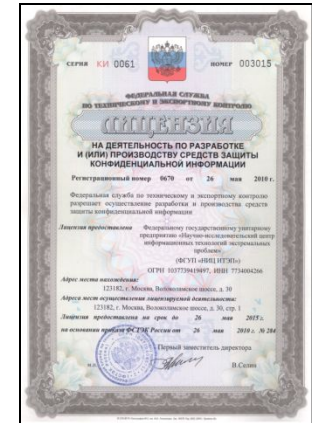 СЕРИЯ КИ 0061 НОМЕР 003015
ФЕДЕРАЛЬНАЯ СЛУЖБА
ПО ТЕХНИЧЕСКОМУ И ЭКСПОРТНОМУ КОНТРОЛЮ
ЛИЦЕНЗИЯ
НА ДЕЯТЕЛЬНОСТЬ ПО РАЗРАБОТКЕ
И (ИЛИ) ПРОИЗВОДСТВУ СРЕДСТВ ЗАЩИТЫ
КОНФИДЕНЦИАЛЬНОЙ ИНФОРМАЦИИ
Регистрационный номер 0670 от 26 мая 2010 г.
Федеральная служба по техническому и экспортному контролю
разрешает осуществление разработки и производства средств
защиты конфиденциальной информации
Лицензия предоставлена Федеральному государственному унитарному
предприятию «Научно-исследовательский центр
информационных технологий экстремальных
проблем»
(ФГУП «НИЦ ИТЭП»)
ОГРН 1037739419497, ИНН 7734004266
Адрес места нахождения:
123182, г. Москва, Волоколамское шоссе, д. 30
Адреса мест осуществления лицензируемой деятельности:
123182, г. Москва, Волоколамское шоссе, д. 30, стр. 1
Лицензия предоставлена на срок до 26 мая 2015 г.
на основании приказа ФСТЭК России от 26 мая 2010 г. № 284
Первый заместитель директора
М.П.
В.Селин